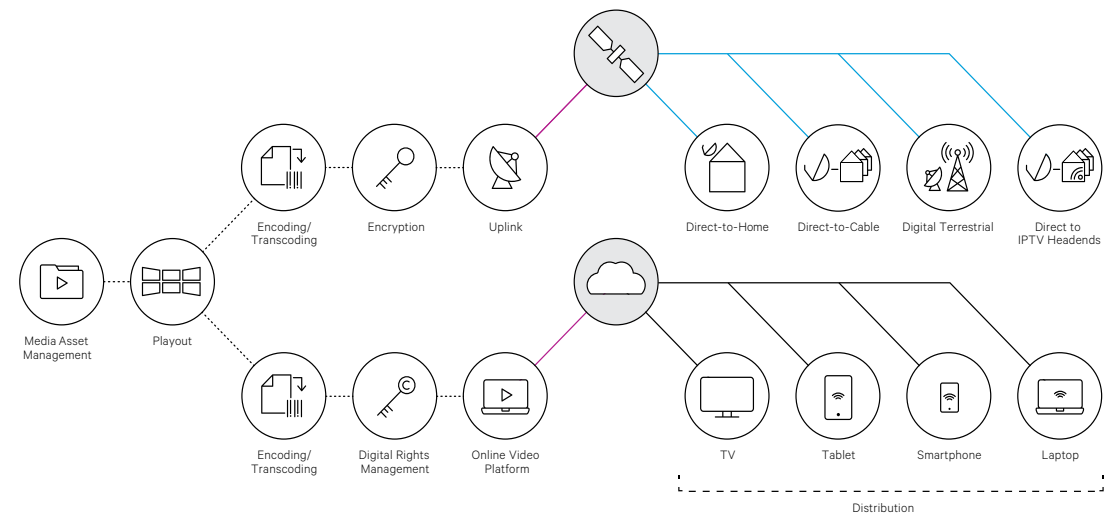 Encoding/
Transcoding
Encryption
Uplink
Direct-to-Home
Direct-to-Cable
Digital Terrestrial
Direct to
IPTV Headends
Media Asset
Management
Playout
Encoding/
Transcoding
Digital Rights
Management
C
Online Video
Platform
TV
Tablet
Smartphone
Laptop
Distribution